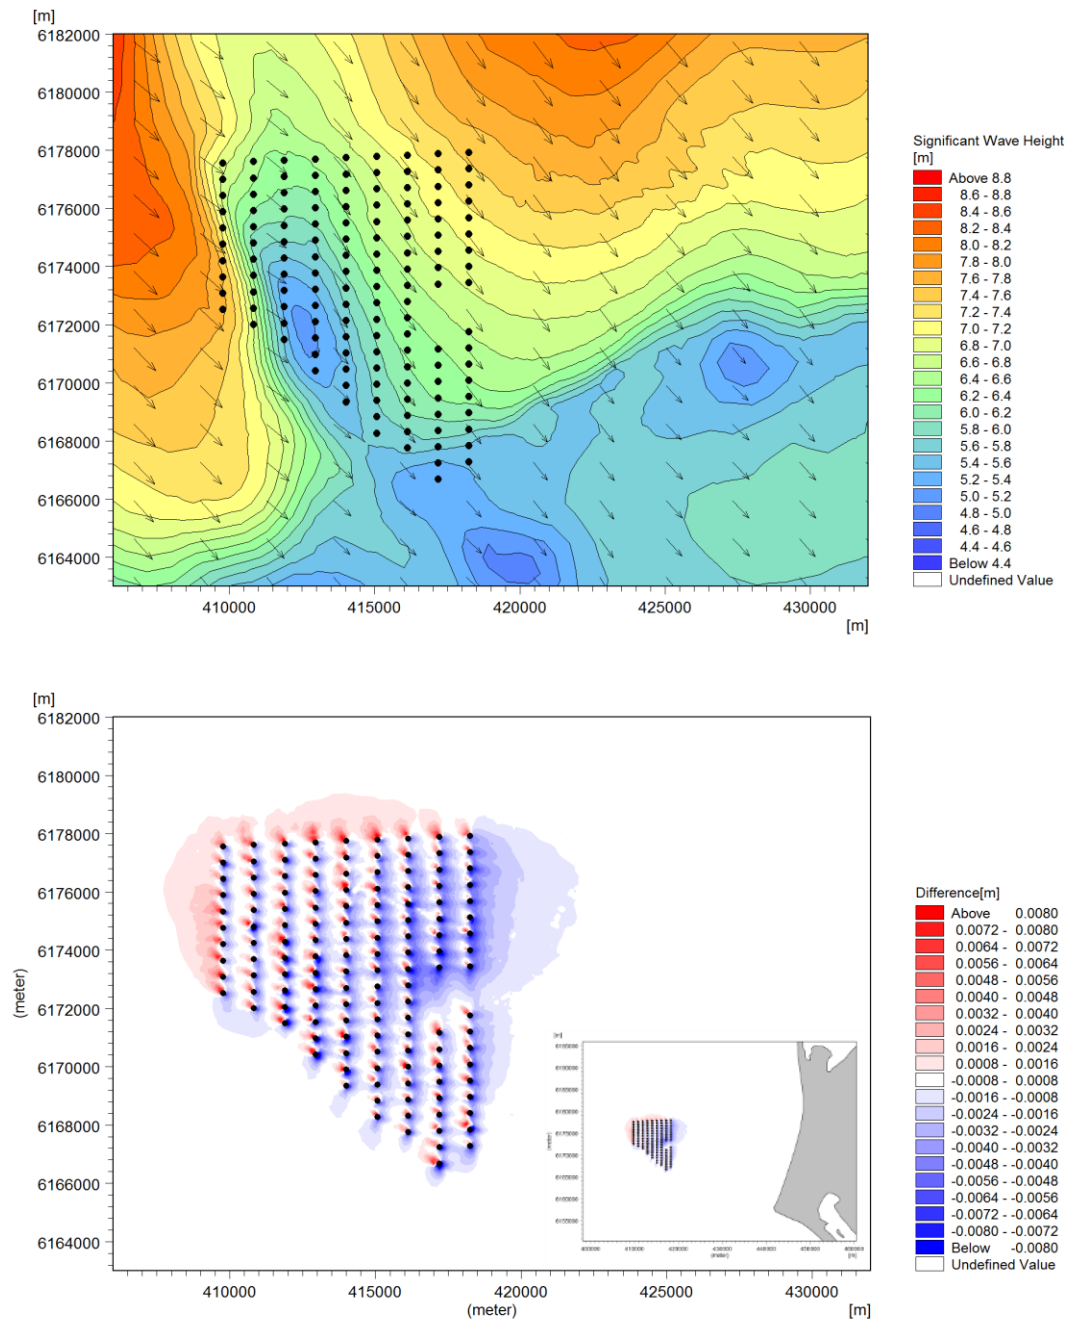 [m]
6182000
6180000
6178000
6176000
6174000
6172000
6170000
6168000
6166000
6164000
410000 415000 420000 425000 430000
[m]
Significant Wave Height
[m]
Above 8.8
8.6 - 8.8
8.4 - 8.6
8.2 - 8.4
8.0 - 8.2
7.8 - 8.0
7.6 - 7.8
7.4 - 7.6
7.2 - 7.4
7.0 - 7.2
6.8 - 7.0
6.6 - 6.8
6.4 - 6.6
6.2 - 6.4
6.0 - 6.2
5.8 - 6.0
5.6 - 5.8
5.4 - 5.6
5.2 - 5.4
5.0 - 5.2
4.8 - 5.0
4.6 - 4.8
4.4 - 4.6
Below 4.4
Undefined Value
[m]
6182000
6180000
6178000
6176000
6174000
6172000
6170000
6168000
6166000
6164000
(meter)
410000 415000 420000 425000 430000
(meter)
[m]
[m]
(meter)
(meter)
[m]
Difference[m]
Above 0.0080
0.0072 - 0.0080
0.0064 - 0.0072
0.0056 - 0.0064
0.0048 - 0.0056
0.0040 - 0.0048
0.0032 - 0.0040
0.0024 - 0.0032
0.0016 - 0.0024
0.0008 - 0.0016
-0.0008 - 0.0008
-0.0016 - -0.0008
-0.0024 - -0.0016
-0.0032 - -0.0024
-0.0040 - -0.0032
-0.0048 - -0.0040
-0.0056 - -0.0048
-0.0064 - -0.0056
-0.0072 - -0.0064
-0.0080 - -0.0072
Below -0.0080
Undefined Value